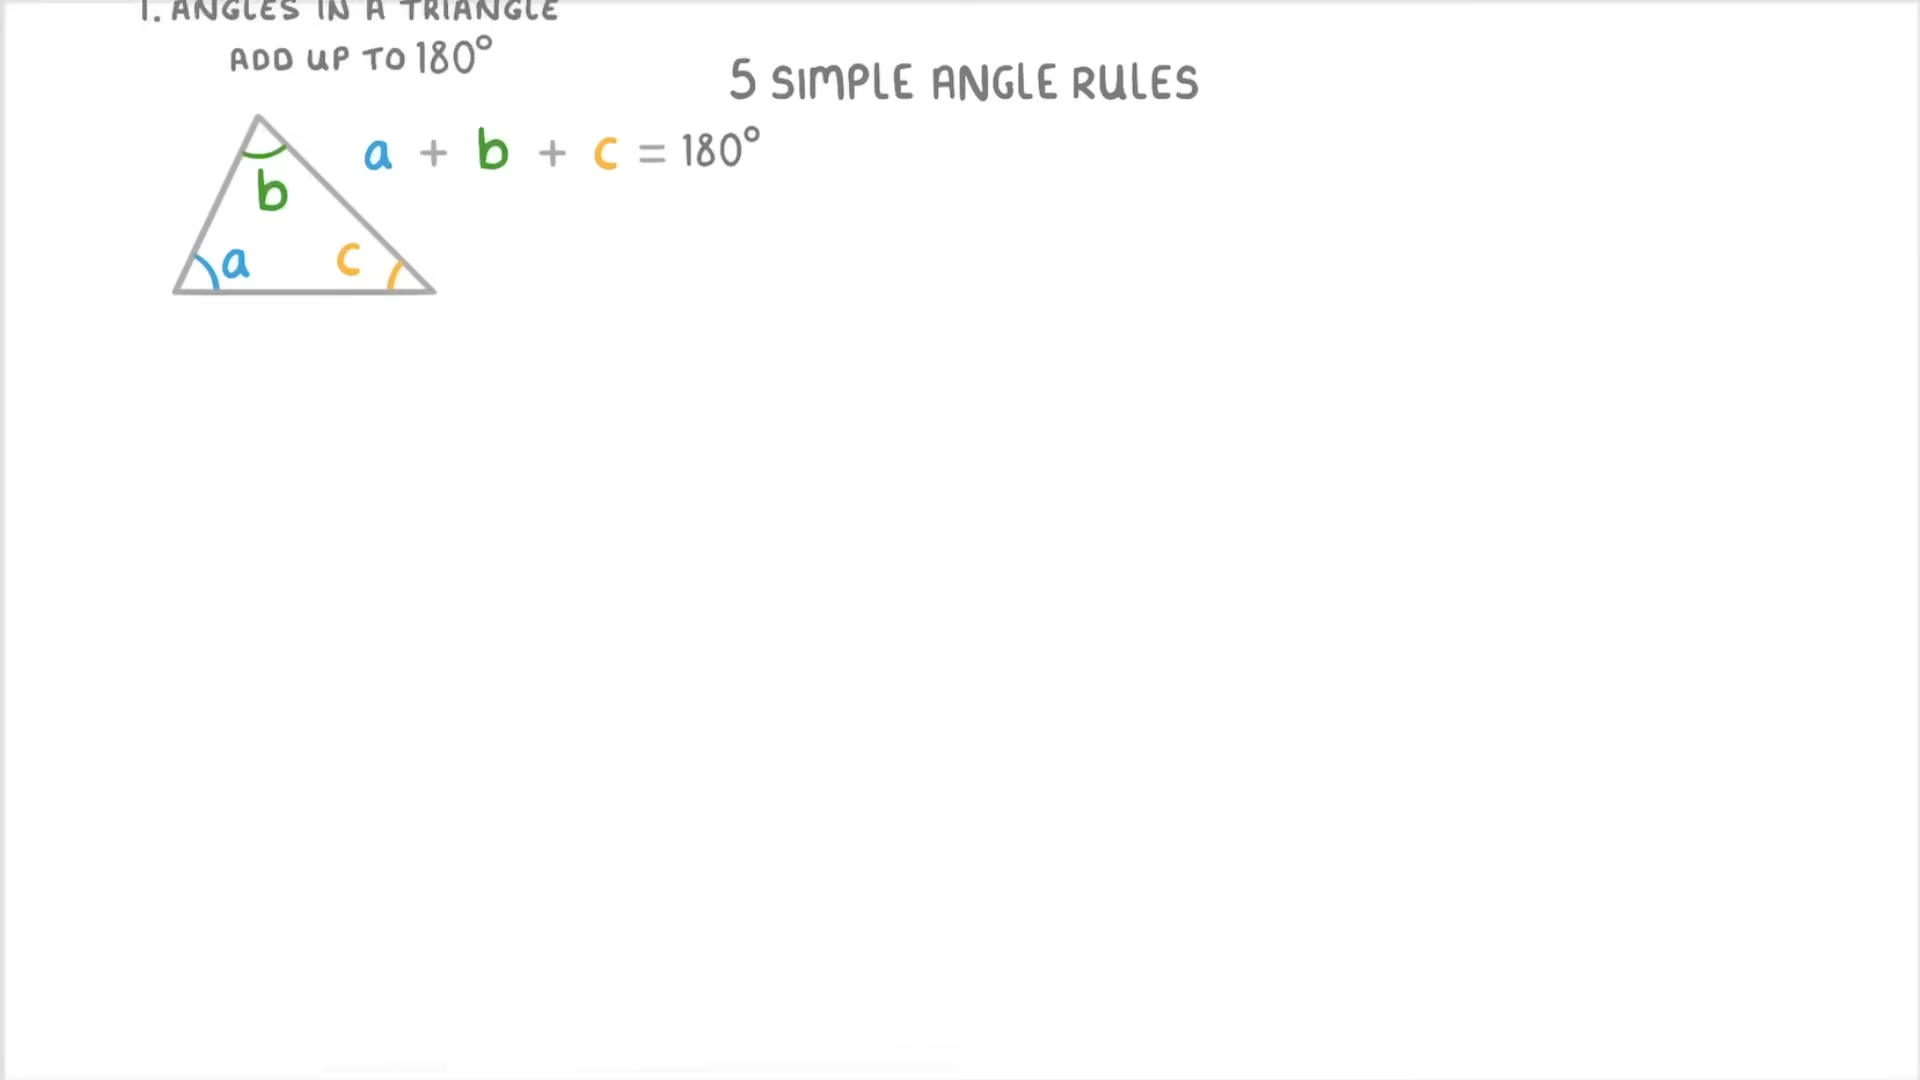 1. ANGLES IN A TRIANGLE
ADD UP TO 180°
5 SIMPLE ANGLE RULES
a + b + c = 180°
b
a c